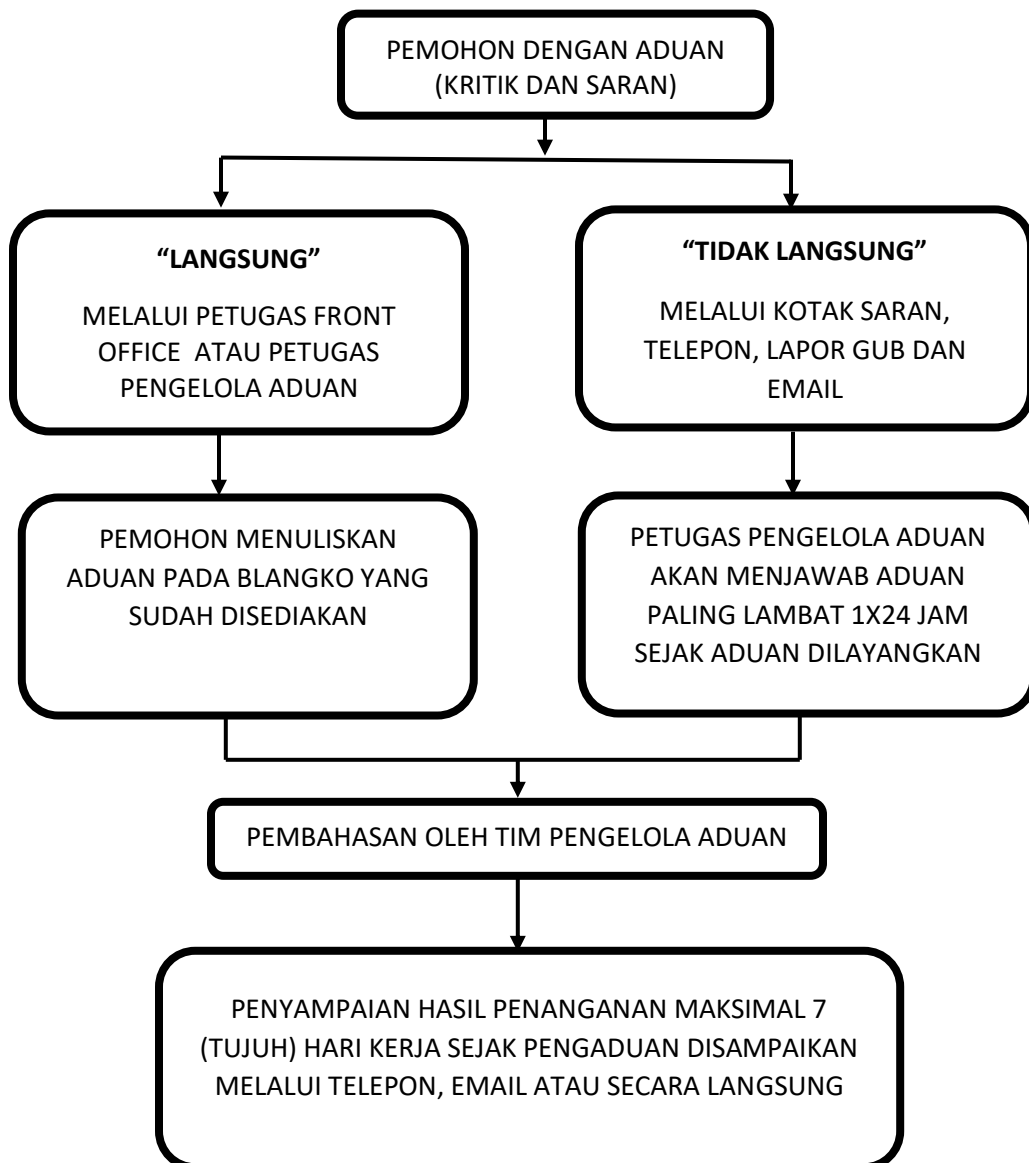 PEMOHON DENGAN ADUAN
(KRITIK DAN SARAN)
“LANGSUNG”
MELALUI PETUGAS FRONT
OFFICE ATAU PETUGAS
PENGELOLA ADUAN
“TIDAK LANGSUNG”
MELALUI KOTAK SARAN,
TELEPON, LAPOR GUB DAN
EMAIL
PEMOHON MENULISKAN
ADUAN PADA BLANGKO YANG
SUDAH DISEDIAKAN
PETUGAS PENGELOLA ADUAN
AKAN MENJAWAB ADUAN
PALING LAMBAT 1X24 JAM
SEJAK ADUAN DILAYANGKAN
PEMBAHASAN OLEH TIM PENGELOLA ADUAN
PENYAMPAIAN HASIL PENANGANAN MAKSIMAL 7
(TUJUH) HARI KERJA SEJAK PENGADUAN DISAMPAIKAN
MELALUI TELEPON, EMAIL ATAU SECARA LANGSUNG